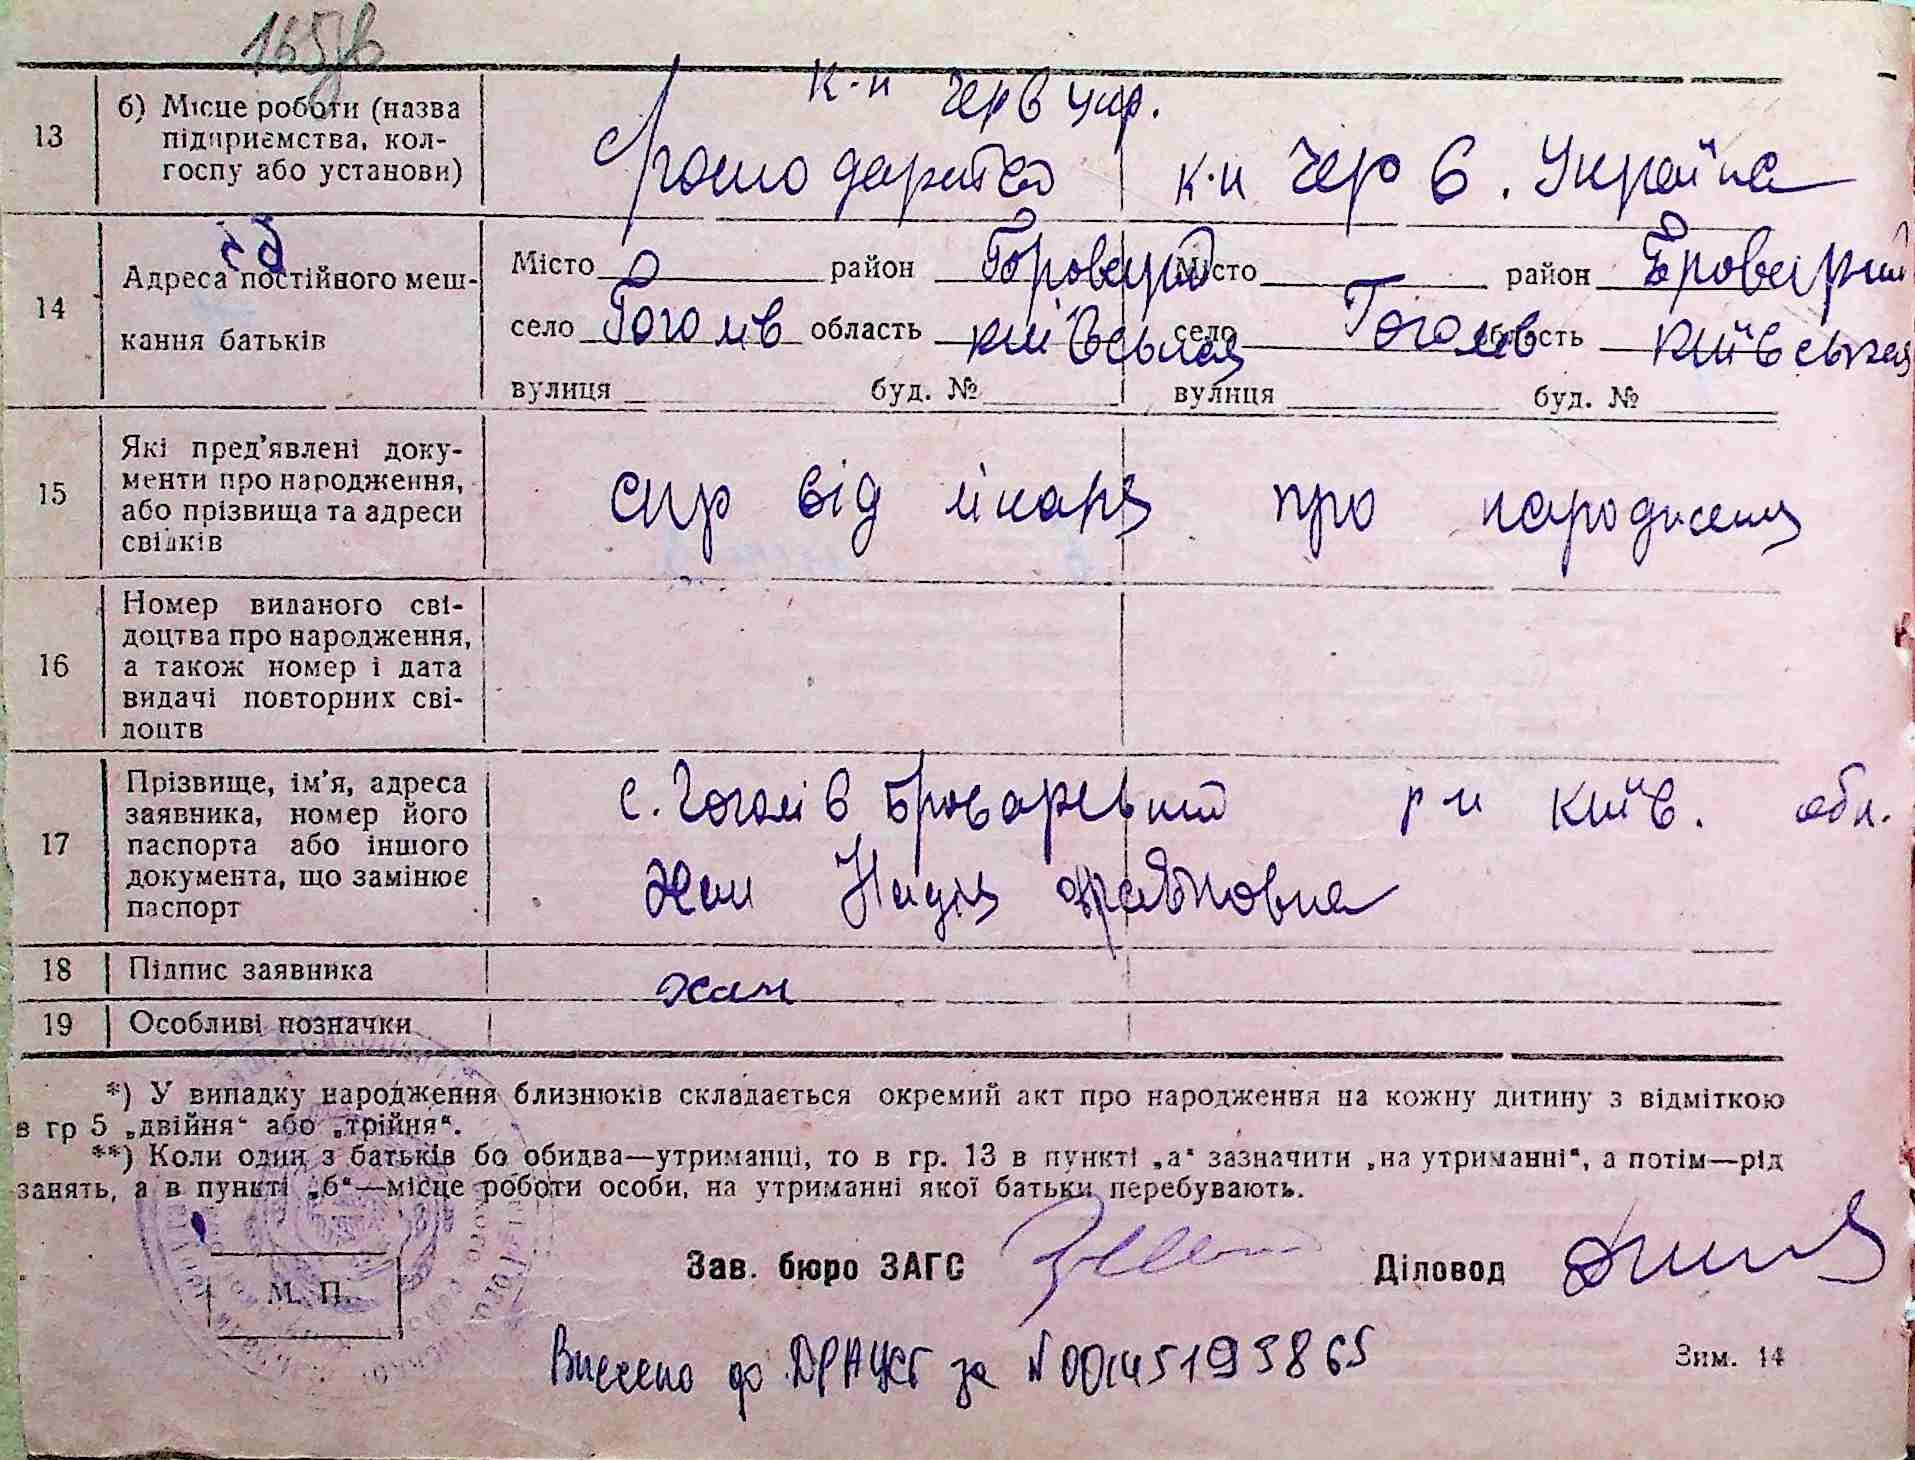 165зв
13 б) Місце роботи (назва підприємства, кол-госпу або установи)
к-п Черв Укр.
к-п Черв. Україна
14 Адреса постійного меш-кання батьків
Місто район Броварський Місто район Броварський
село Гоголів область київська село Гоголів область київська
вулиця буд. № вулиця буд. №
15 Які пред’явлені доку-
менти про народження,
або прізвища та адреси
свідків
спр від лікаря про народження
16 Номер виданого сві-
доцтва про народження,
а також номер і дата
видачі повторних сві-
доцтв
17 Прізвище, ім’я, адреса
заявника, номер його
паспорта або іншого
документа, що замінює
паспорт
с. Гоголів Броварський р-н Київ. обл.
Надія
18 Підпис заявника
19 Особливі позначки
*) У випадку народження близнюків складається окремий акт про народження на кожну дитину з відміткою
в гр 5 „двійня“ або „трійня“.
**) Коли один з батьків бо обидва—утриманці, то в гр. 13 в пункті „а“ зазначити „на утриманні“, а потім—рід
занять, а в пункті „б“—місце роботи особи, на утриманні якої батьки перебувають.
Зав. бюро ЗАГС Діловод
М. П.
Внесено до ДРАЦСГ за №00145193865
Зим. 14